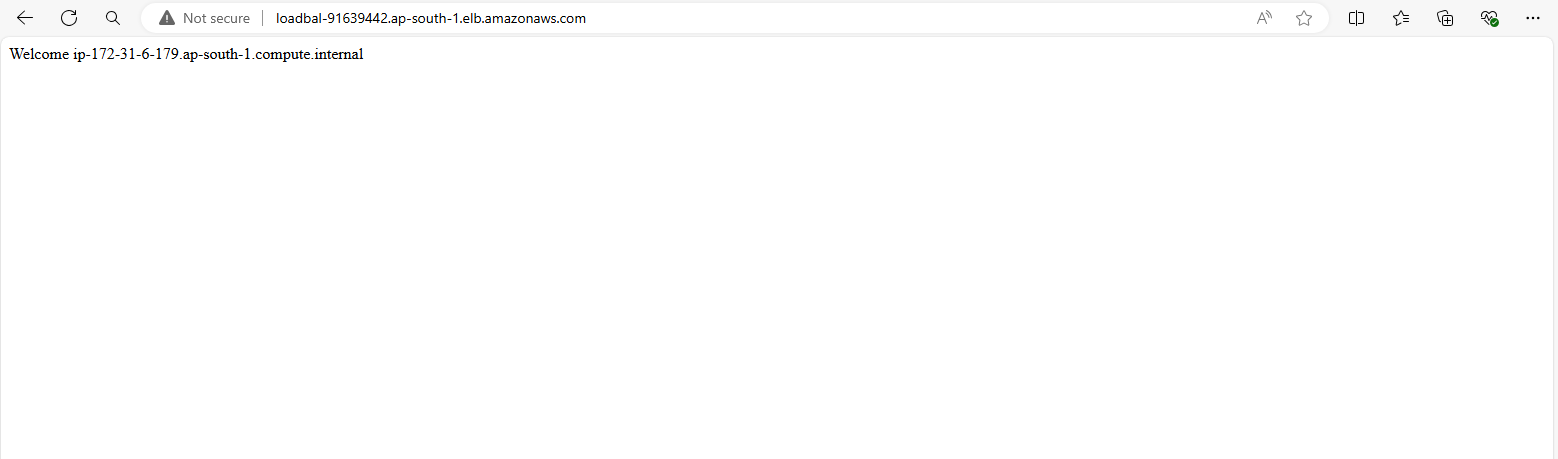 Not secure loadbal-91639442.ap-south-1.elb.amazonaws.com A
Welcome ip-172-31-6-179.ap-south-1.compute.internal